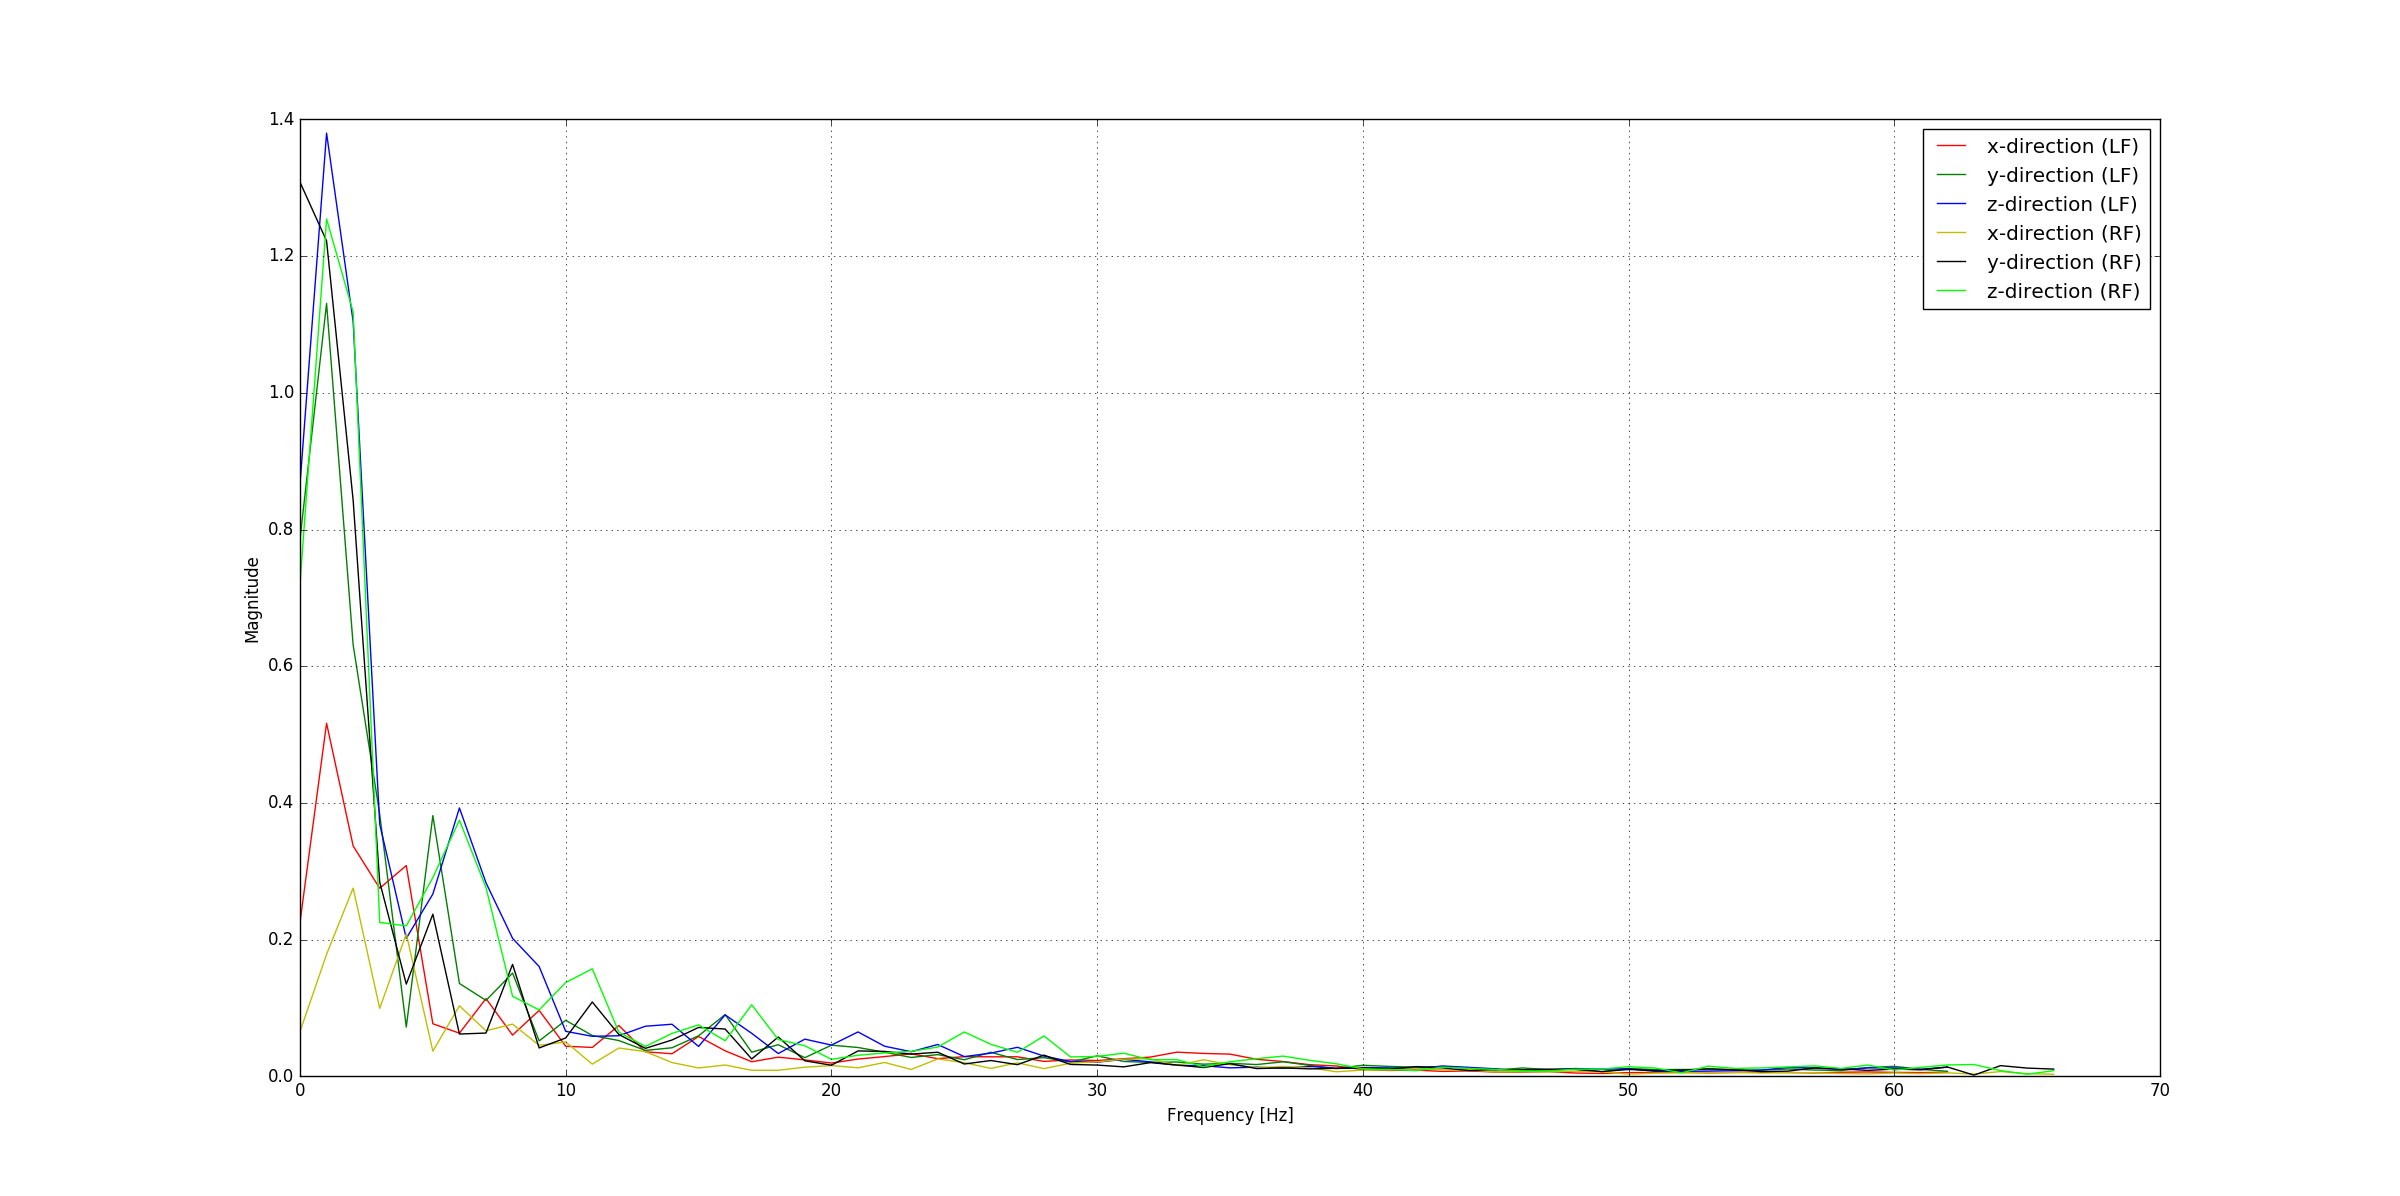 1.4
1.2
1.0
0.8
0.6
0.4
0.2
0.0
Magnitude
0 10 20 30 40 50 60 70
Frequency [Hz]
x-direction (LF)
y-direction (LF)
z-direction (LF)
x-direction (RF)
y-direction (RF)
z-direction (RF)